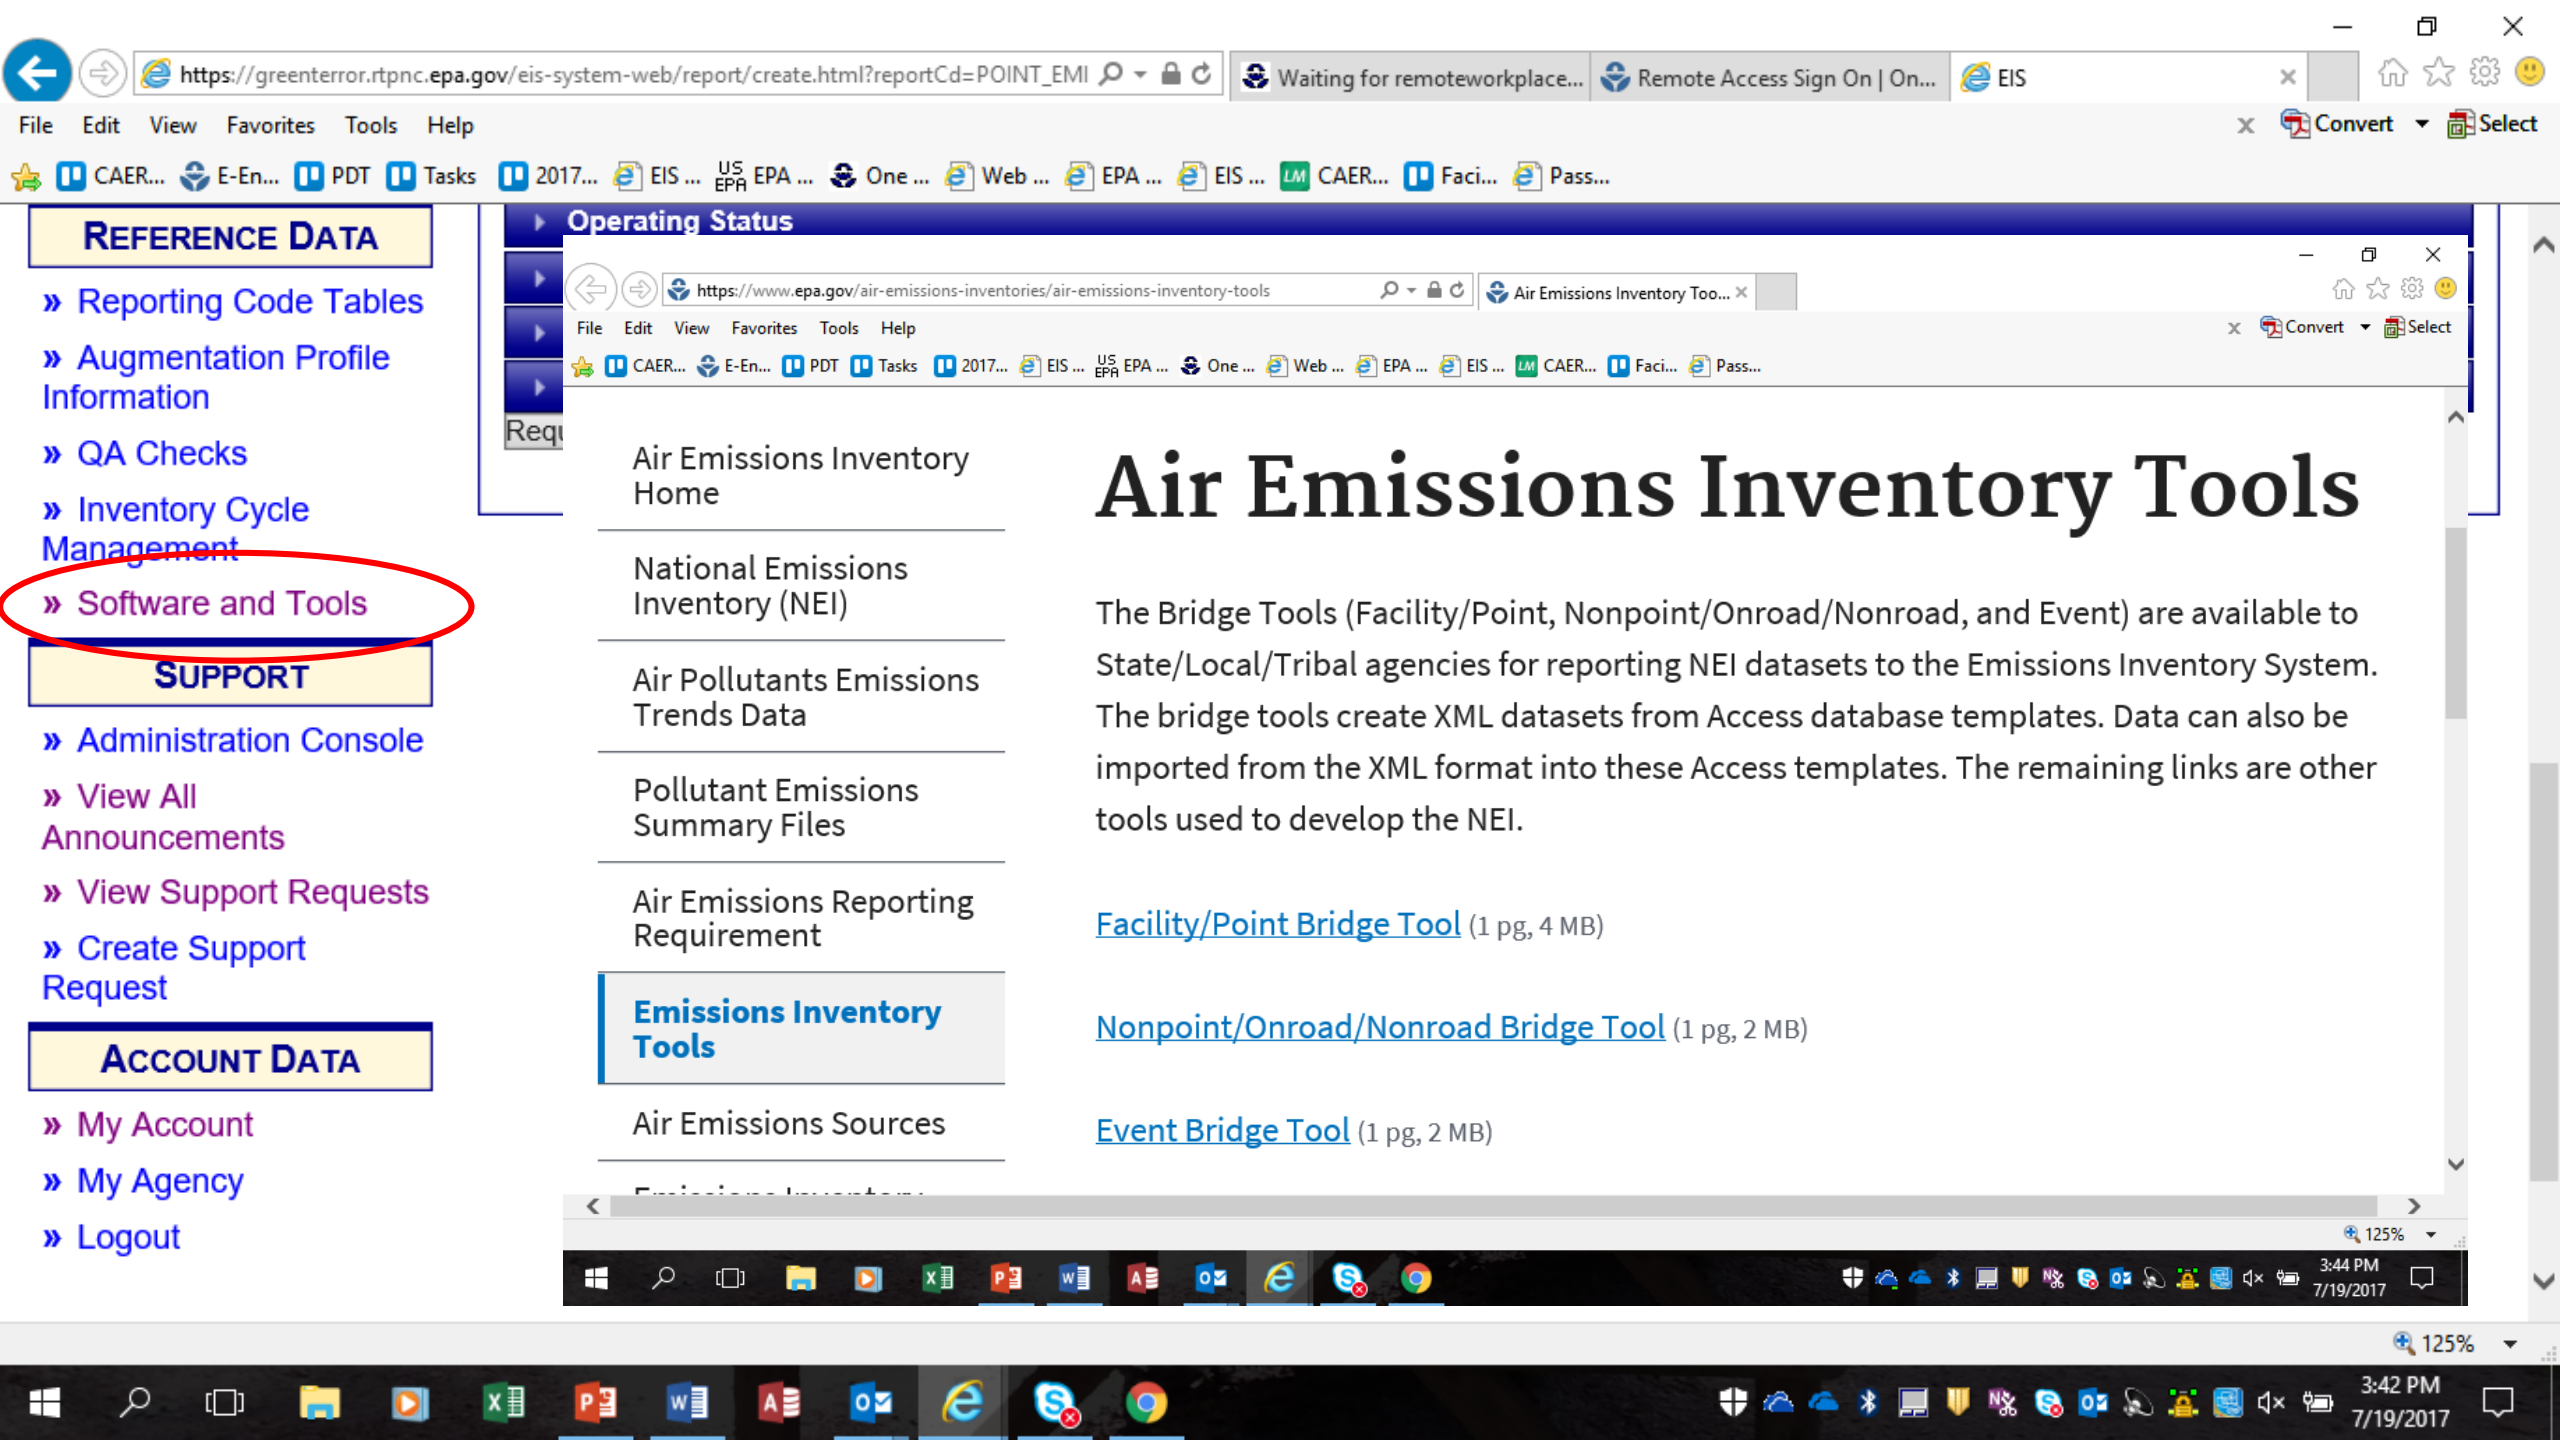 https://greenterror.rtpnc.epa.gov/eis-system-web/report/create.html?reportCd=POINT_EMI
Waiting for remoteworkplace...
Remote Access Sign On | On...
EIS
File Edit View Favorites Tools Help
Convert Select
CAER... E-En... PDT Tasks 2017... EIS ... US EPA EPA ... One ... Web ... EPA ... EIS ... LM CAER... Faci... Pass...
REFERENCE DATA
» Reporting Code Tables
» Augmentation Profile
Information
» QA Checks
» Inventory Cycle
Management
» Software and Tools
SUPPORT
» Administration Console
» View All
Announcements
» View Support Requests
» Create Support
Request
ACCOUNT DATA
» My Account
» My Agency
» Logout
Operating Status
https://www.epa.gov/air-emissions-inventories/air-emissions-inventory-tools
Air Emissions Inventory Too...
File Edit View Favorites Tools Help
Convert Select
CAER... E-En... PDT Tasks 2017... EIS ... US EPA EPA ... One ... Web ... EPA ... EIS ... LM CAER... Faci... Pass...
Air Emissions Inventory
Home
National Emissions
Inventory (NEI)
Air Pollutants Emissions
Trends Data
Pollutant Emissions
Summary Files
Air Emissions Reporting
Requirement
Emissions Inventory
Tools
Air Emissions Sources
Air Emissions Inventory Tools
The Bridge Tools (Facility/Point, Nonpoint/Onroad/Nonroad, and Event) are available to
State/Local/Tribal agencies for reporting NEI datasets to the Emissions Inventory System.
The bridge tools create XML datasets from Access database templates. Data can also be
imported from the XML format into these Access templates. The remaining links are other
tools used to develop the NEI.
Facility/Point Bridge Tool (1 pg, 4 MB)
Nonpoint/Onroad/Nonroad Bridge Tool (1 pg, 2 MB)
Event Bridge Tool (1 pg, 2 MB)
125%
3:44 PM
7/19/2017
125%
3:42 PM
7/19/2017